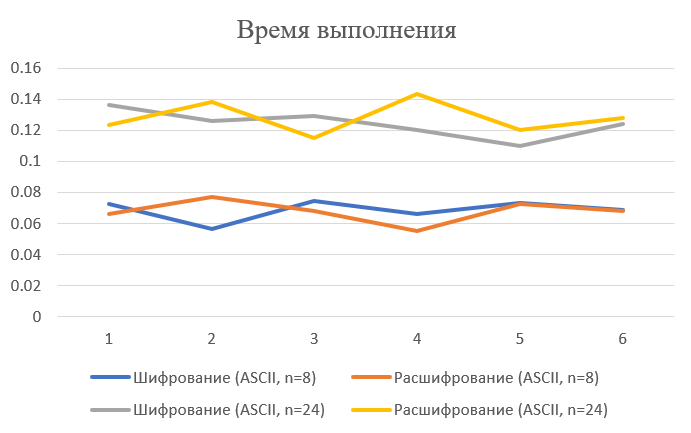 Время выполнения
0.16
0.14
0.12
0.1
0.08
0.06
0.04
0.02
0
1 2 3 4 5 6
Шифрование (ASCII, n=8) Расшифрование (ASCII, n=8)
Шифрование (ASCII, n=24) Расшифрование (ASCII, n=24)